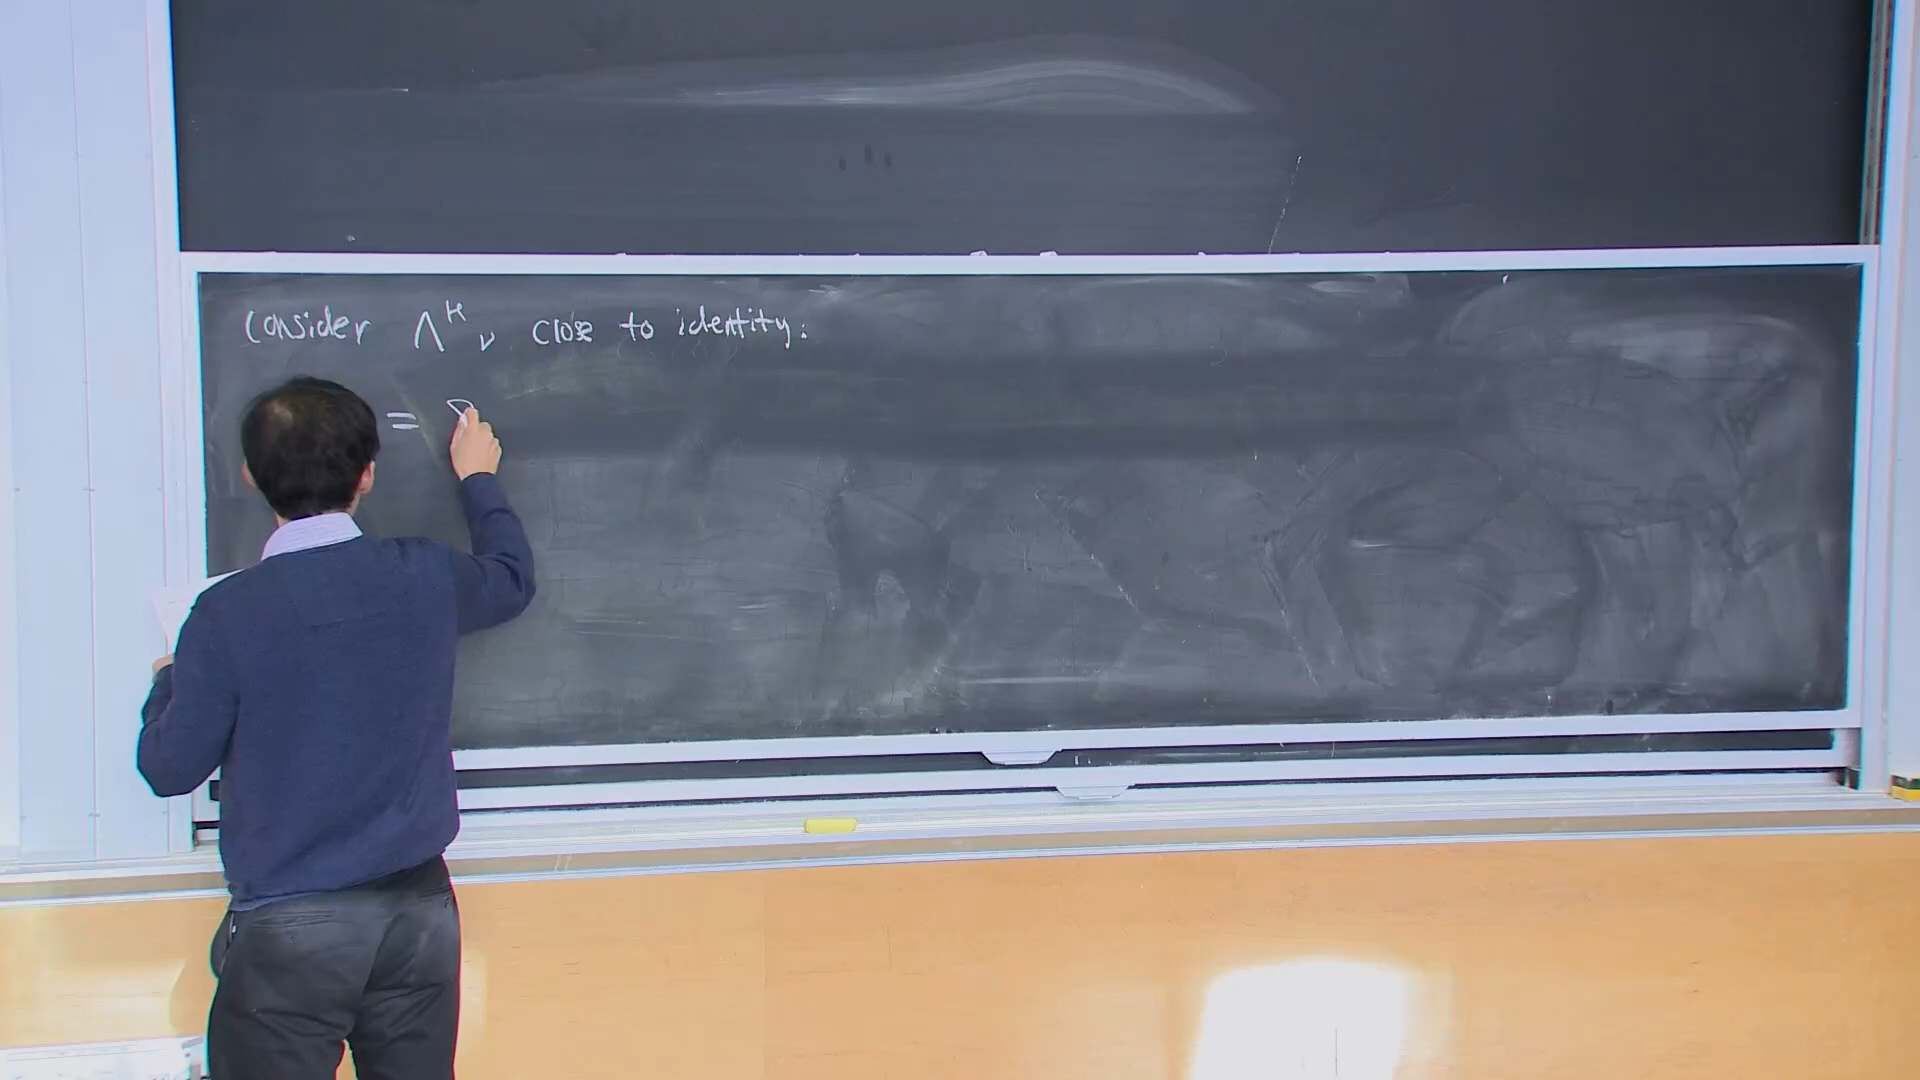 Consider Λ^μ_ν close to identity:
=